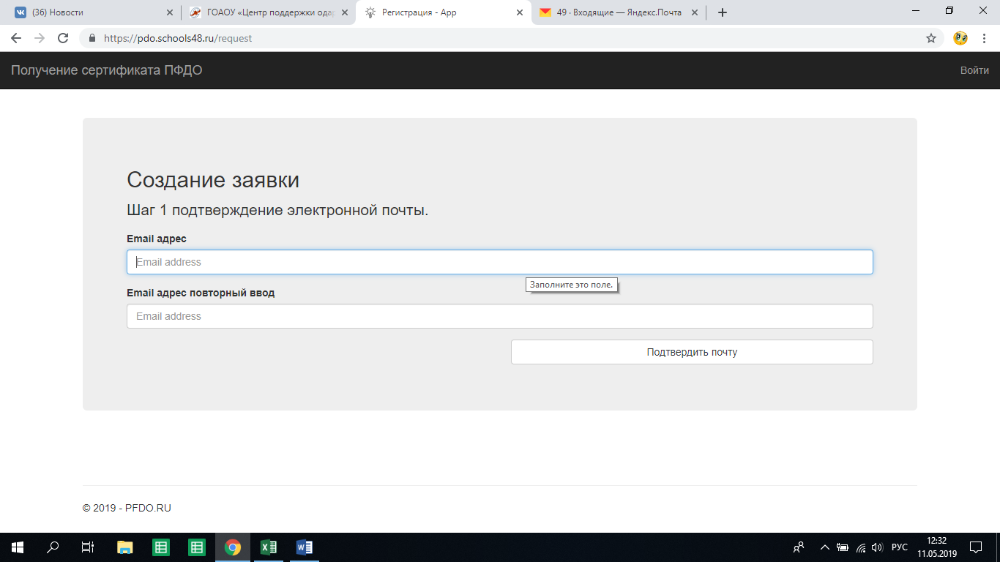 (36) Новости
ГОАОУ «Центр поддержки одар
Регистрация - App
49 · Входящие — Яндекс.Почта
https://pdo.schools48.ru/request
Получение сертификата ПФДО
Войти
Создание заявки
Шаг 1 подтверждение электронной почты.
Email адрес
Email address
Заполните это поле.
Email адрес повторный ввод
Email address
Подтвердить почту
© 2019 - PFDO.RU
РУС
12:32
11.05.2019